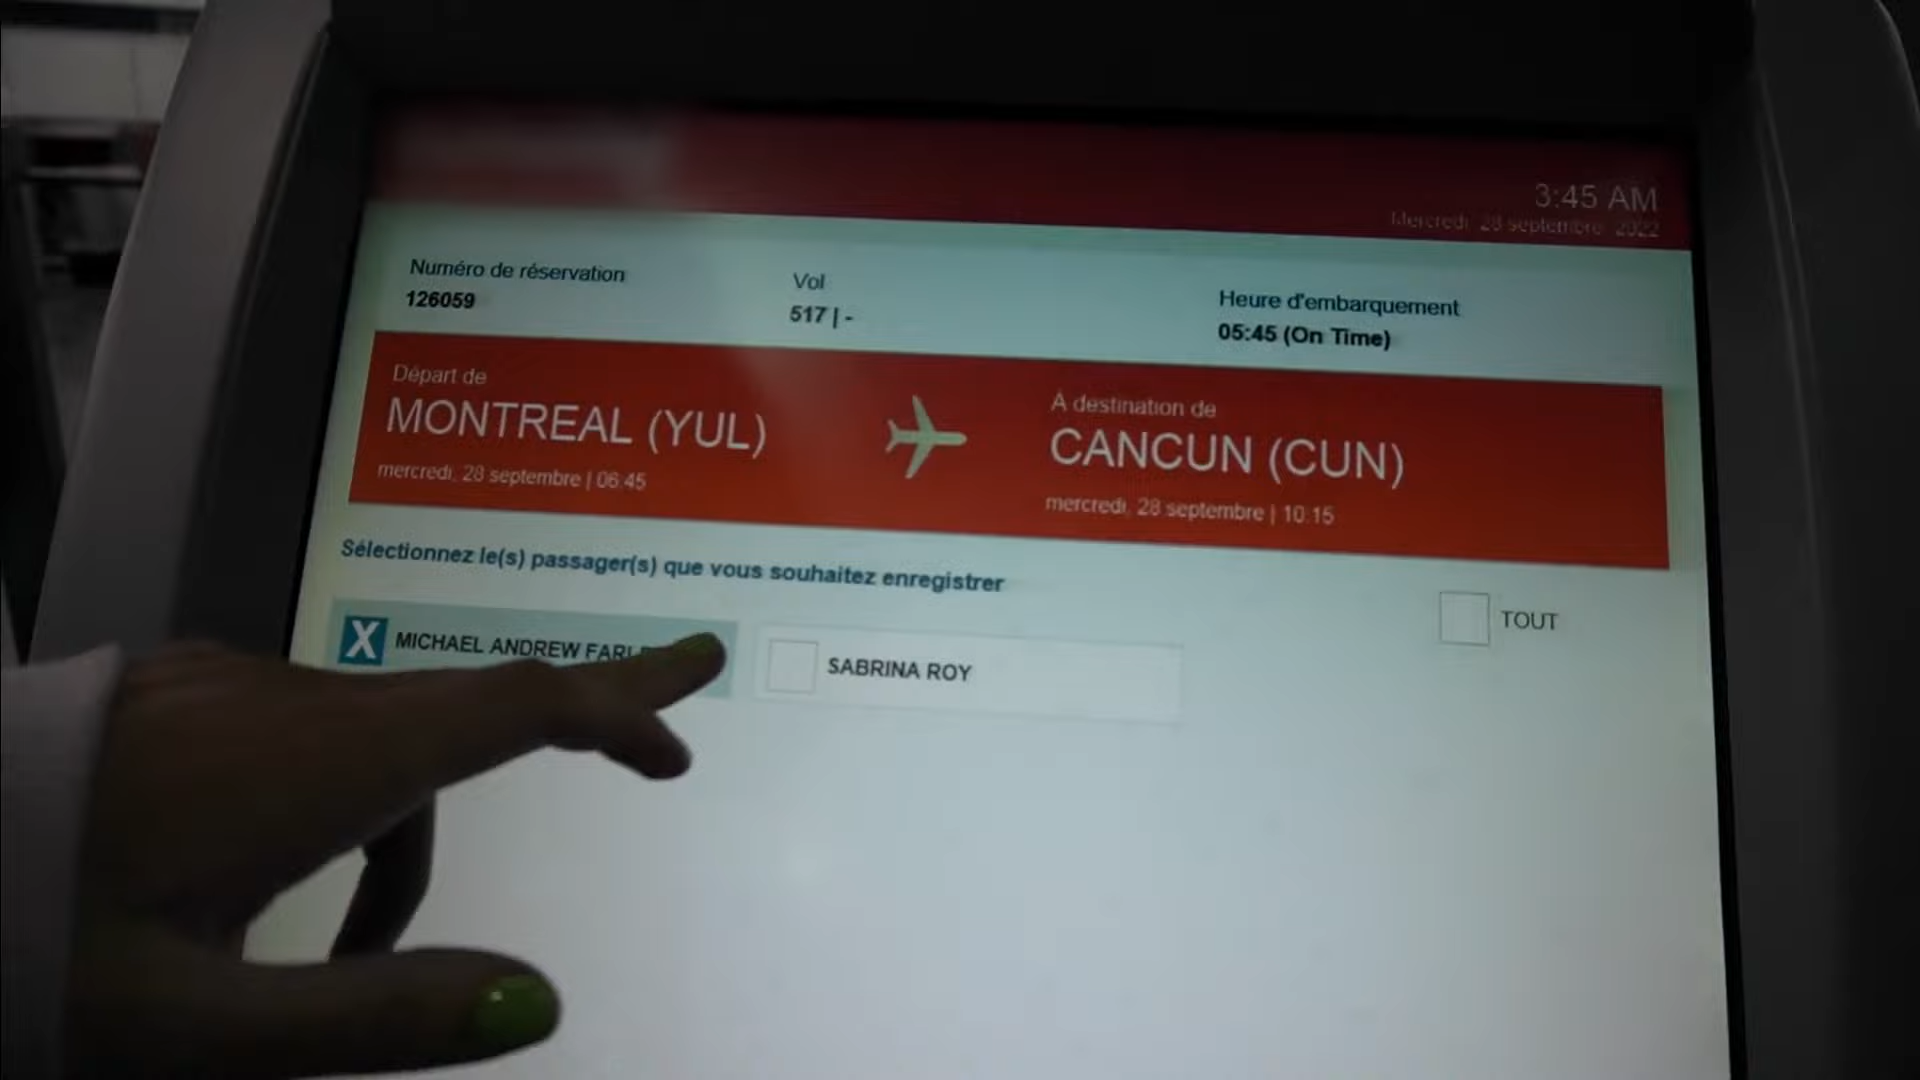 3:45 AM
Mercredi, 28 septembre, 2022
Numéro de réservation
126059
Vol
517 | -
Heure d'embarquement
05:45 (On Time)
Départ de
MONTREAL (YUL)
mercredi, 28 septembre | 06:45
À destination de
CANCUN (CUN)
mercredi, 28 septembre | 10:15
Sélectionnez le(s) passager(s) que vous souhaitez enregistrer
TOUT
X MICHAEL ANDREW
SABRINA ROY